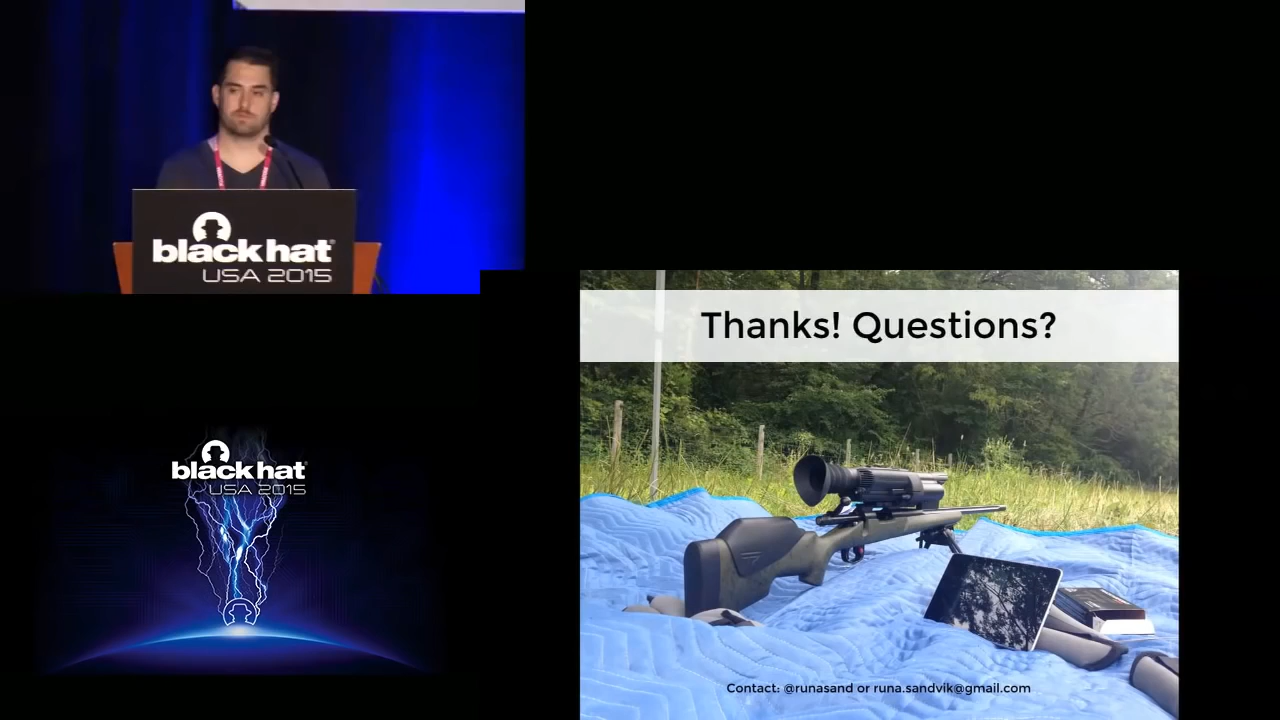 black hat
USA 2015
Thanks! Questions?
black hat
USA 2015
Contact: @runasand or runa.sandvik@gmail.com